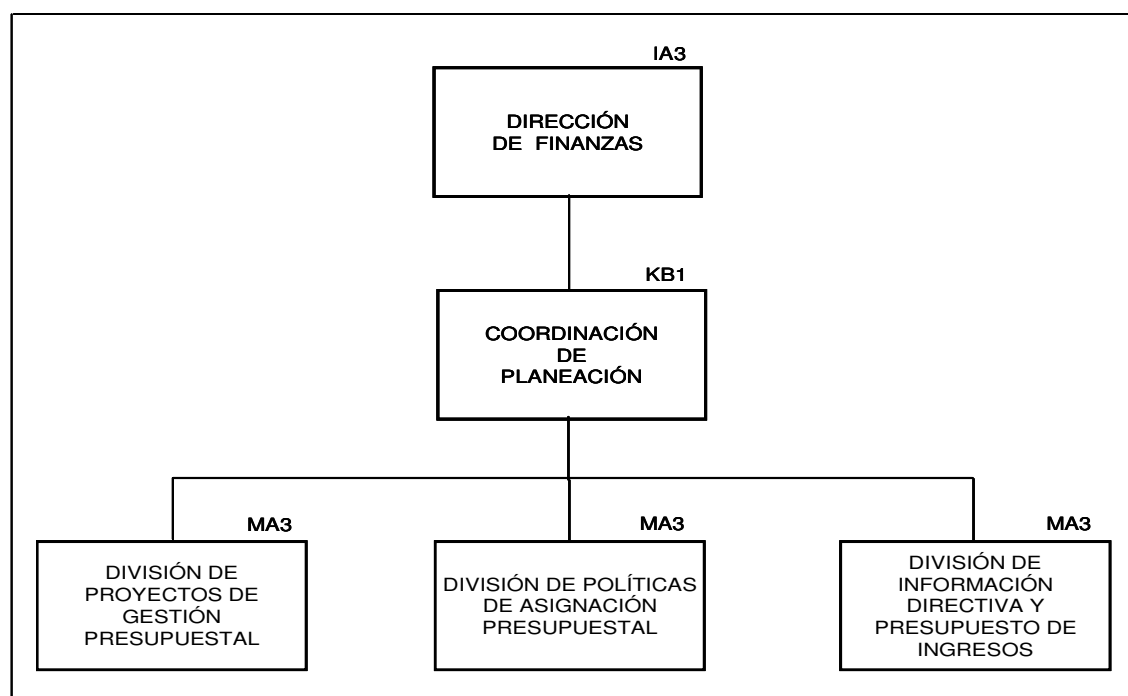 IA3
DIRECCIÓN
DE FINANZAS
KB1
COORDINACIÓN
DE
PLANEACIÓN
MA3
DIVISIÓN DE
PROYECTOS DE
GESTIÓN
PRESUPUESTAL
MA3
DIVISIÓN DE POLÍTICAS
DE ASIGNACIÓN
PRESUPUESTAL
MA3
DIVISIÓN DE
INFORMACIÓN
DIRECTIVA Y
PRESUPUESTO DE
INGRESOS